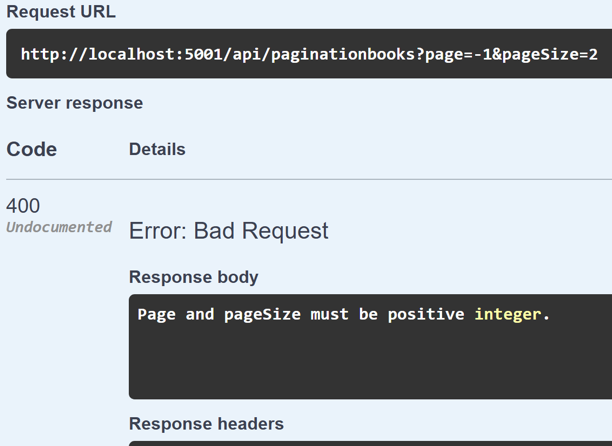 Request URL
http://localhost:5001/api/paginationbooks?page=-1&pageSize=2
Server response
Code Details
400
Undocumented
Error: Bad Request
Response body
Page and pageSize must be positive integer.
Response headers